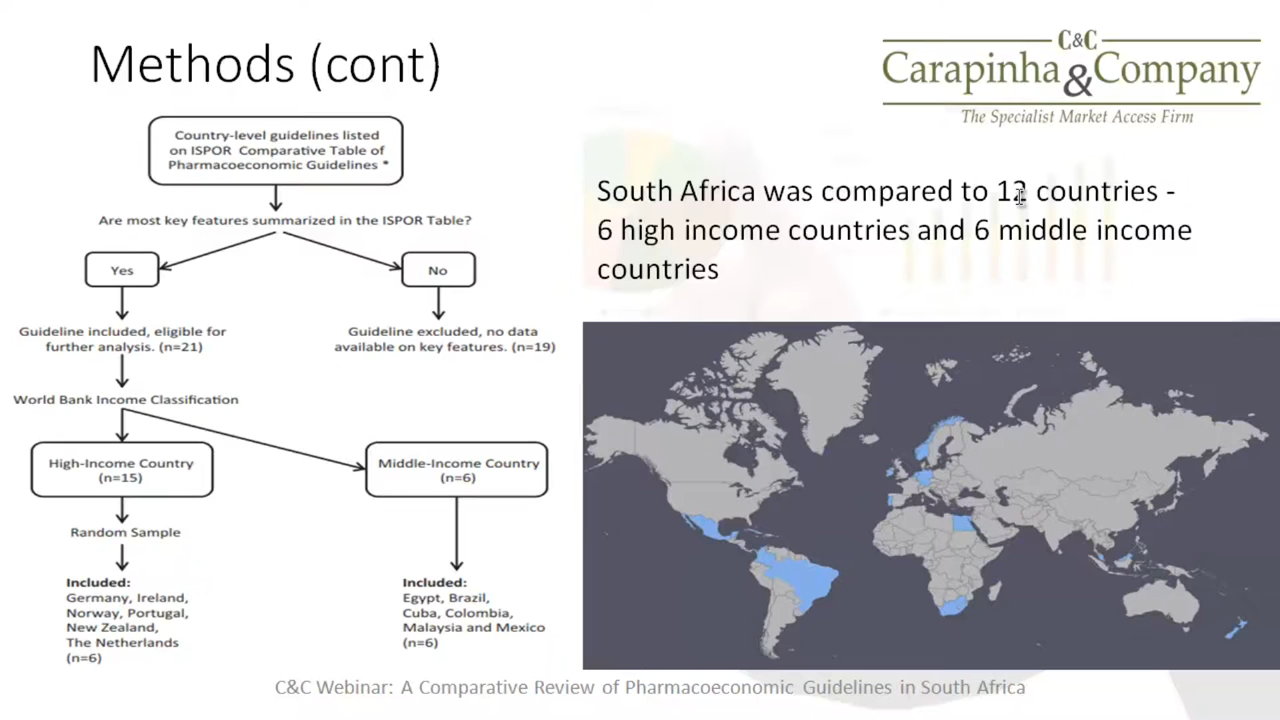 Methods (cont)
C&C
Carapinha & Company
The Specialist Market Access Firm
Country-level guidelines listed
on ISPOR Comparative Table of
Pharmacoeconomic Guidelines *
Are most key features summarized in the ISPOR Table?
Yes
No
Guideline included, eligible for
further analysis. (n=21)
Guideline excluded, no data
available on key features. (n=19)
World Bank Income Classification
High-Income Country
(n=15)
Middle-Income Country
(n=6)
Random Sample
Included:
Germany, Ireland,
Norway, Portugal,
New Zealand,
The Netherlands
(n=6)
Included:
Egypt, Brazil,
Cuba, Colombia,
Malaysia and Mexico
(n=6)
South Africa was compared to 12 countries -
6 high income countries and 6 middle income
countries
C&C Webinar: A Comparative Review of Pharmacoeconomic Guidelines in South Africa